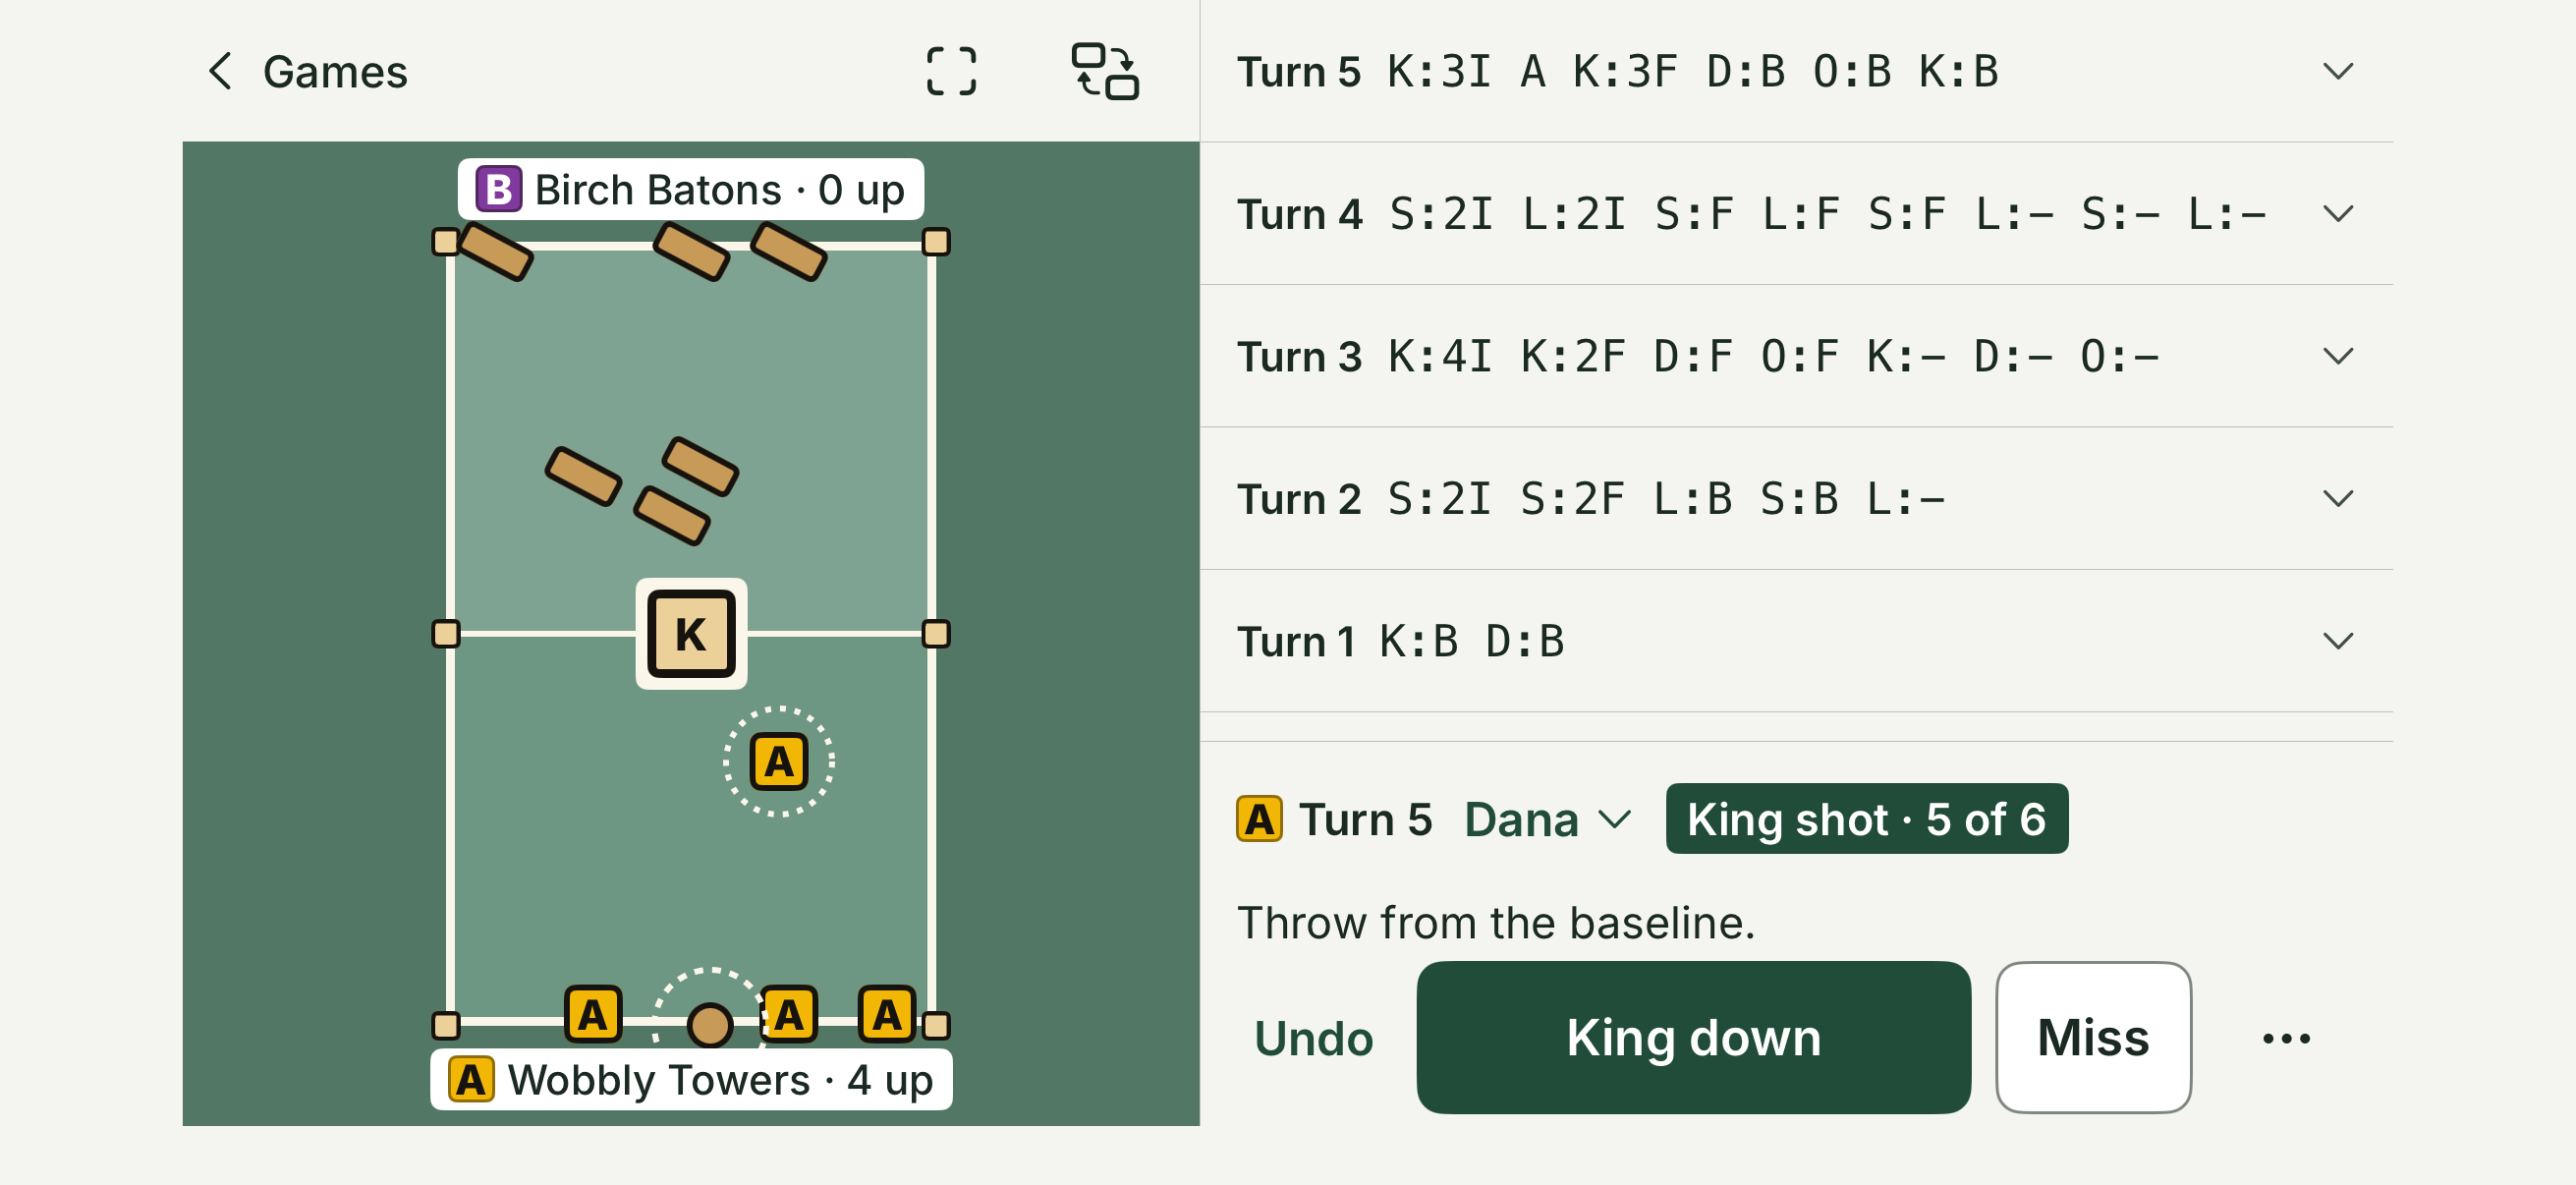 Games
B Birch Batons · 0 up
K
A
A A A
A Wobbly Towers · 4 up
Turn 5 K:3I A K:3F D:B O:B K:B
Turn 4 S:2I L:2I S:F L:F S:F L:– S:– L:–
Turn 3 K:4I K:2F D:F O:F K:– D:– O:–
Turn 2 S:2I S:2F L:B S:B L:–
Turn 1 K:B D:B
A Turn 5 Dana King shot · 5 of 6
Throw from the baseline.
Undo King down Miss